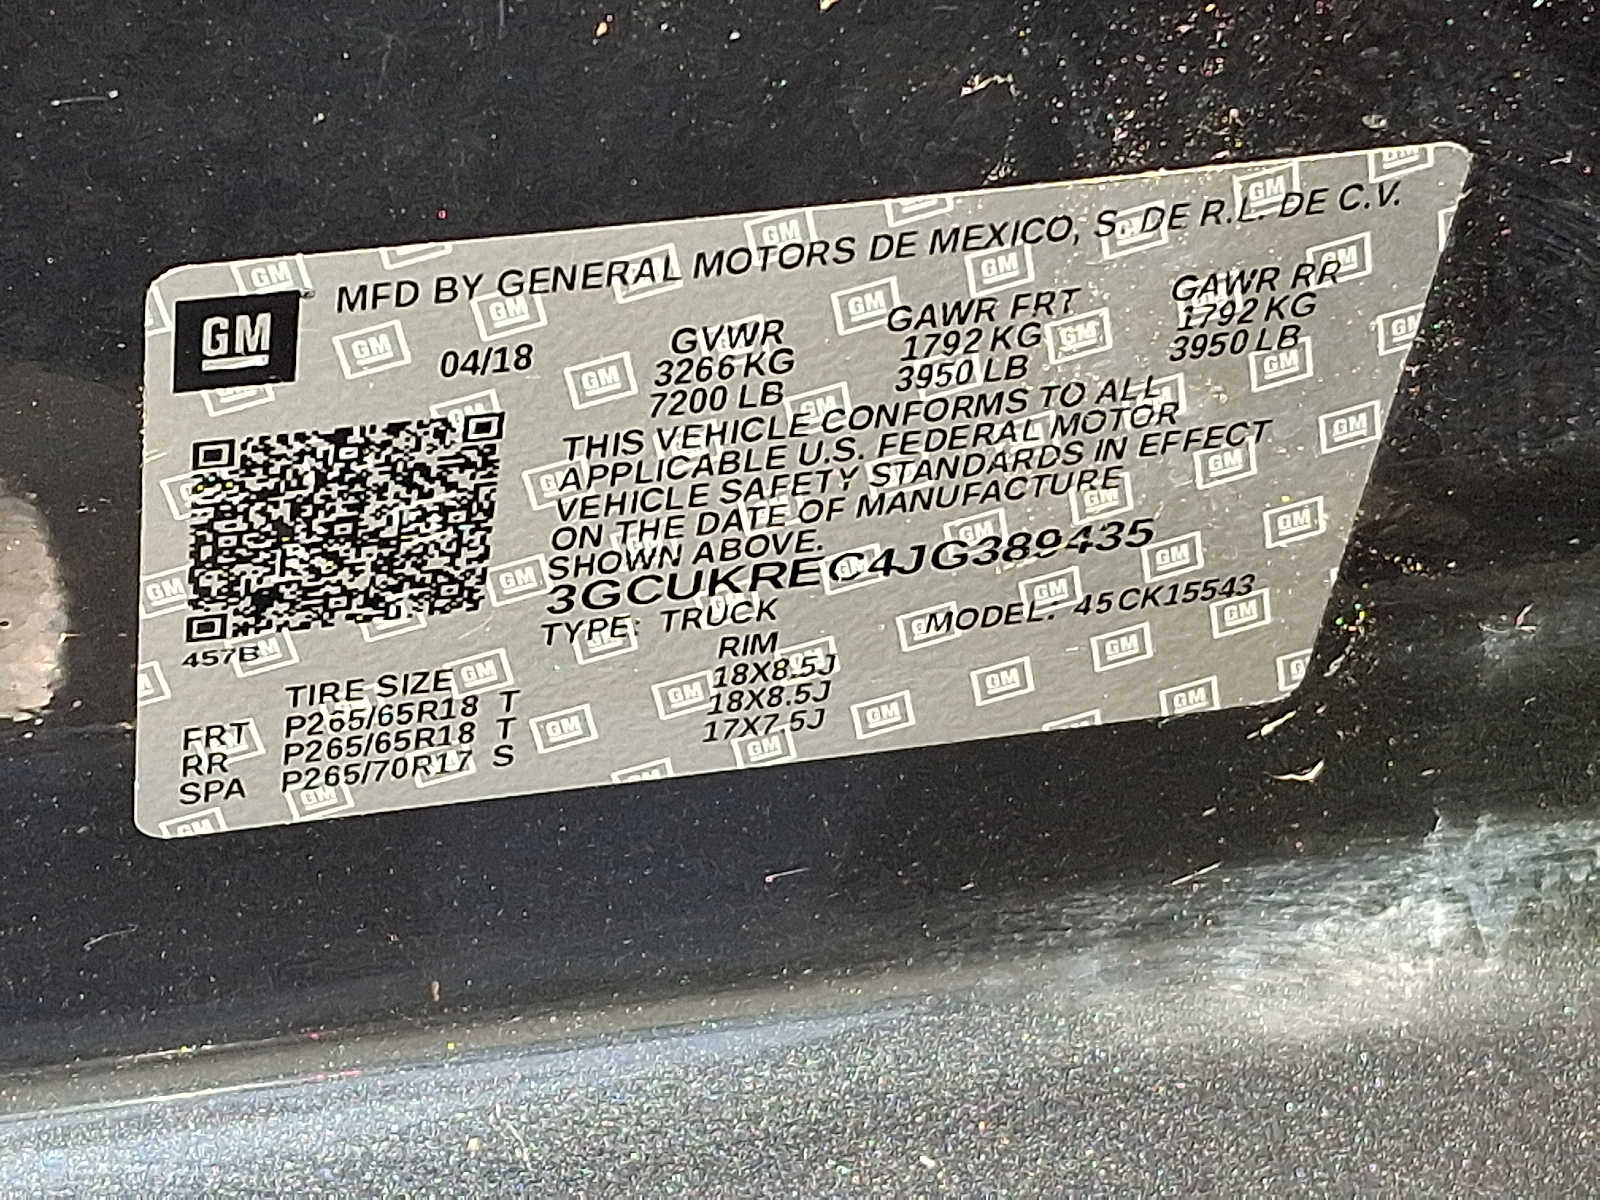 GM
MFD BY GENERAL MOTORS DE MEXICO, S. DE R.L. DE C.V.
04/18
GVWR GAWR FRT GAWR RR
3266 KG 1792 KG 1792 KG
7200 LB 3950 LB 3950 LB
THIS VEHICLE CONFORMS TO ALL
APPLICABLE U.S. FEDERAL MOTOR
VEHICLE SAFETY STANDARDS IN EFFECT
ON THE DATE OF MANUFACTURE
SHOWN ABOVE.
3GCUKREC4JG389435
TYPE: TRUCK MODEL: 45CK15543
457B
TIRE SIZE RIM
FRT P265/65R18 T 18X8.5J
RR P265/65R18 T 18X8.5J
SPA P265/70R17 S 17X7.5J